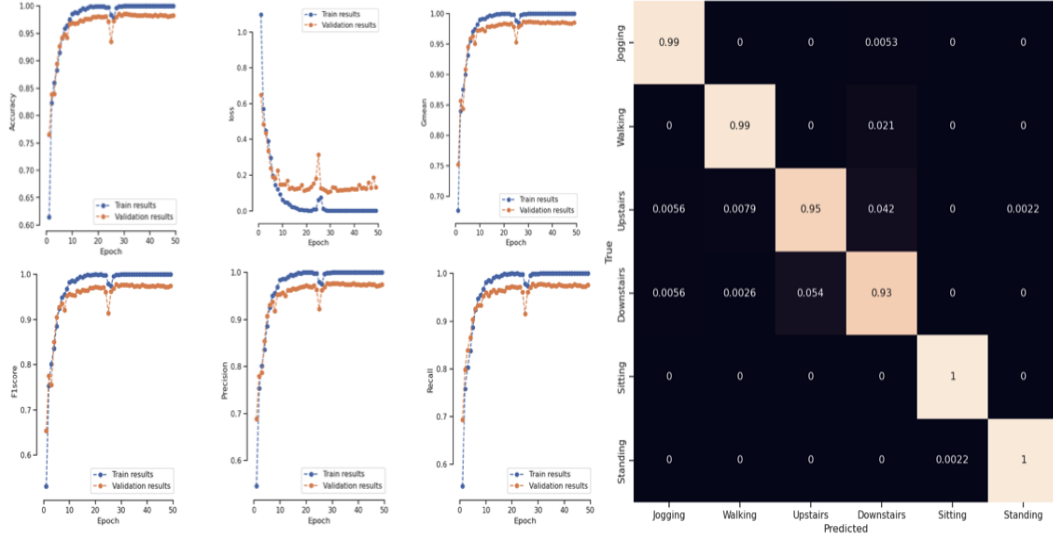 1.00
0.95
0.90
0.85
0.80
0.75
0.70
0.65
0.60
Accuracy
Train results
Validation results
0 10 20 30 40 50
Epoch
Train results
Validation results
1.0
0.8
0.6
0.4
0.2
0.0
loss
0 10 20 30 40 50
Epoch
1.00
0.95
0.90
0.85
0.80
0.75
0.70
Gmean
Train results
Validation results
0 10 20 30 40 50
Epoch
1.0
0.9
0.8
0.7
0.6
F1score
Train results
Validation results
0 10 20 30 40 50
Epoch
1.0
0.9
0.8
0.7
0.6
Precision
Train results
Validation results
0 10 20 30 40 50
Epoch
1.0
0.9
0.8
0.7
0.6
Recall
Train results
Validation results
0 10 20 30 40 50
Epoch
True
Jogging 0.99 0 0 0.0053 0 0
Walking 0 0.99 0 0.021 0 0
Upstairs 0.0056 0.0079 0.95 0.042 0 0.0022
Downstairs 0.0056 0.0026 0.054 0.93 0 0
Sitting 0 0 0 0 1 0
Standing 0 0 0 0 0.0022 1
Jogging Walking Upstairs Downstairs Sitting Standing
Predicted